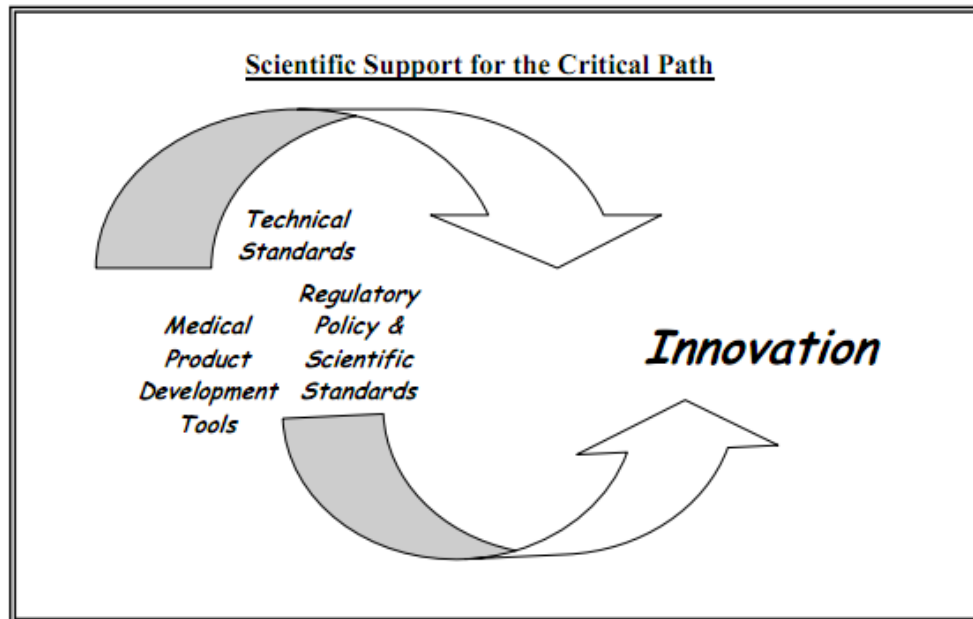 Scientific Support for the Critical Path
Technical
Standards
Medical
Product
Development
Tools
Regulatory
Policy &
Scientific
Standards
Innovation